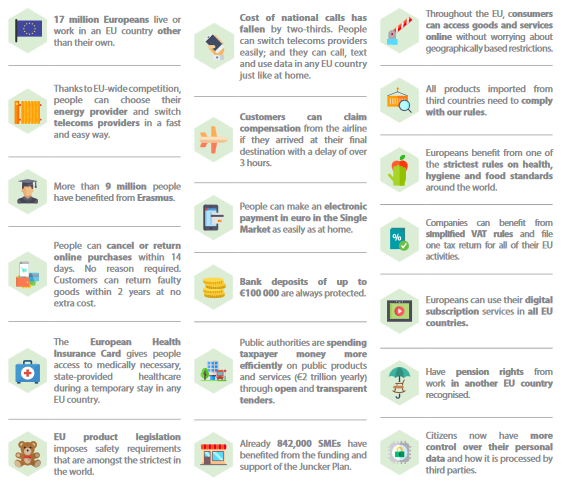 17 million Europeans live or
work in an EU country other
than their own.
Thanks to EU-wide competition,
people can choose their
energy provider and switch
telecoms providers in a fast
and easy way.
More than 9 million people
have benefited from Erasmus.
People can cancel or return
online purchases within 14
days. No reason required.
Customers can return faulty
goods within 2 years at no
extra cost.
The European Health
Insurance Card gives people
access to medically necessary,
state-provided healthcare
during a temporary stay in any
EU country.
EU product legislation
imposes safety requirements
that are amongst the strictest in
the world.
Cost of national calls has
fallen by two-thirds. People
can switch telecoms providers
easily; and they can call, text
and use data in any EU country
just like at home.
Customers can claim
compensation from the airline
if they arrived at their final
destination with a delay of over
3 hours.
People can make an electronic
payment in euro in the Single
Market as easily as at home.
Bank deposits of up to
€100 000 are always protected.
Public authorities are spending
taxpayer money more
efficiently on public products
and services (€2 trillion yearly)
through open and transparent
tenders.
Already 842,000 SMEs have
benefited from the funding and
support of the Juncker Plan.
Throughout the EU, consumers
can access goods and services
online without worrying about
geographically based restrictions.
All products imported from
third countries need to comply
with our rules.
Europeans benefit from one of
the strictest rules on health,
hygiene and food standards
around the world.
%
Companies can benefit from
simplified VAT rules and file
one tax return for all of their EU
activities.
Europeans can use their digital
subscription services in all EU
countries.
Have pension rights from
work in another EU country
recognised.
Citizens now have more
control over their personal
data and how it is processed by
third parties.